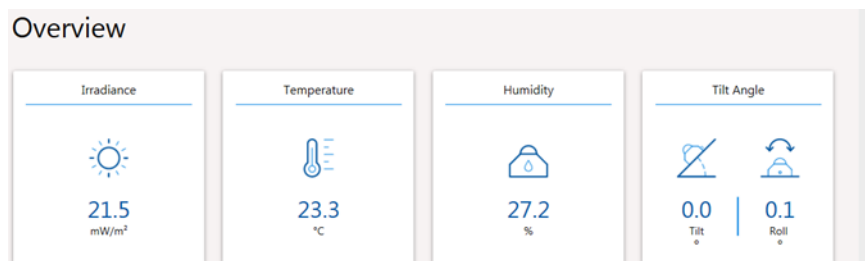 Overview
Irradiance
Temperature
Humidity
Tilt Angle
21.5
mW/m²
23.3
°C
27.2
%
0.0
Tilt
°
0.1
Roll
°